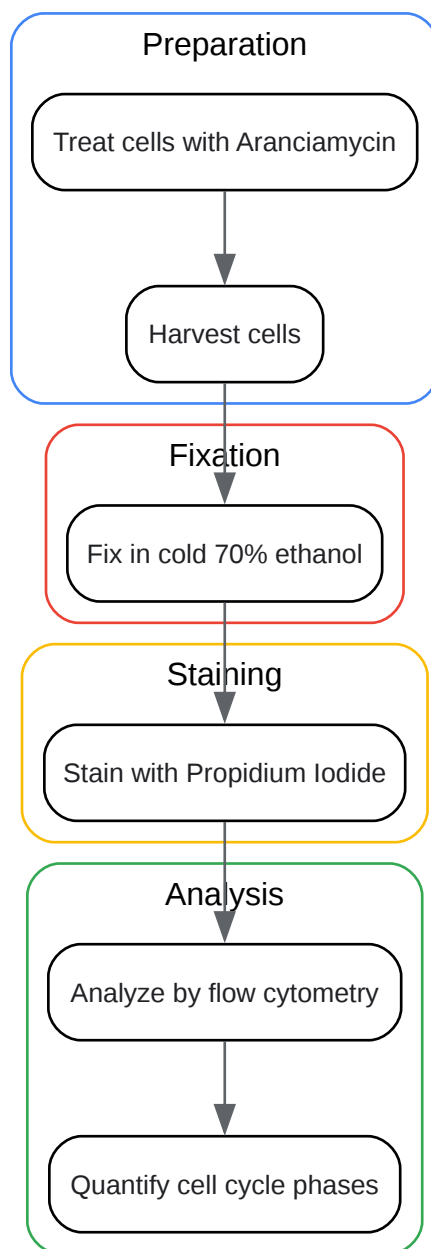 Preparation
Treat cells with Aranciamycin
Harvest cells
Fixation
Fix in cold 70% ethanol
Staining
Stain with Propidium Iodide
Analysis
Analyze by flow cytometry
Quantify cell cycle phases